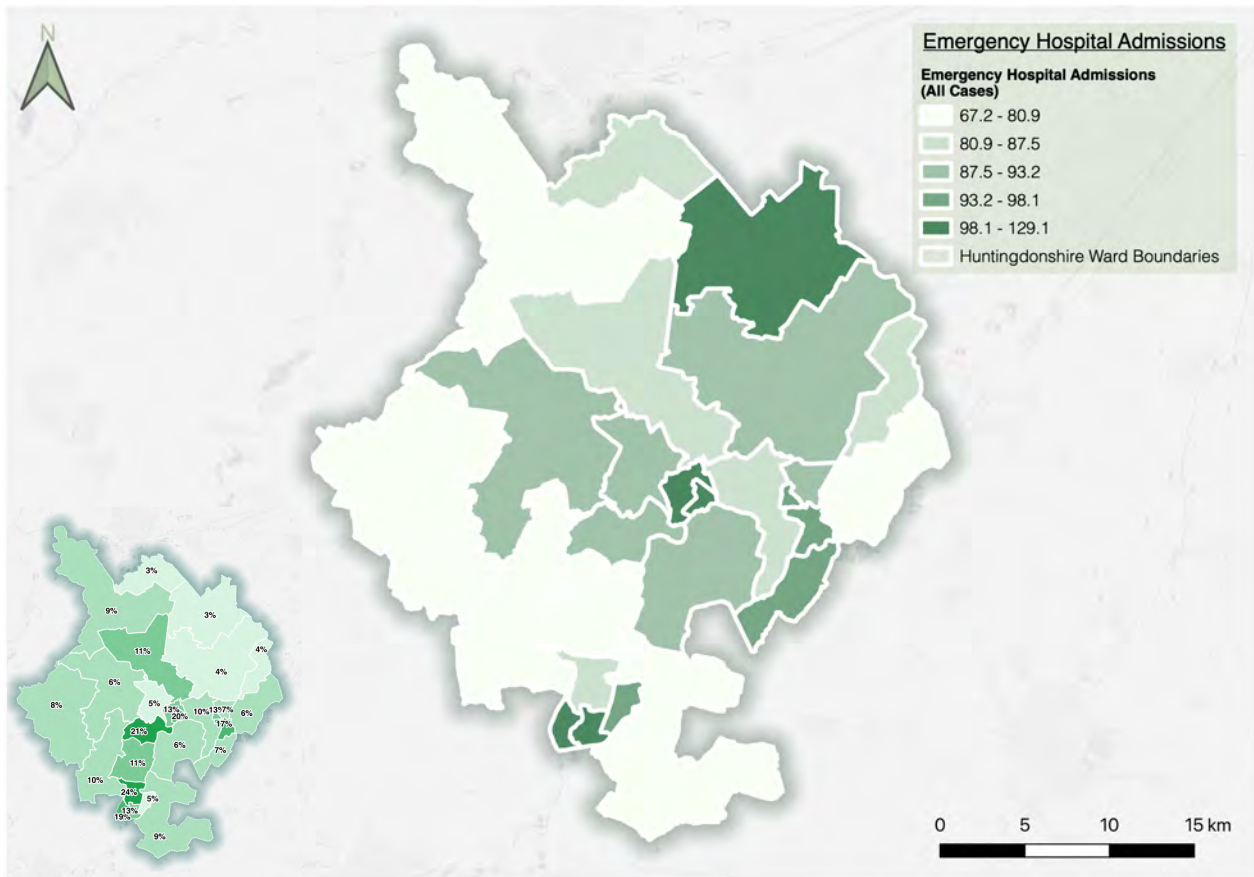 N
Emergency Hospital Admissions
Emergency Hospital Admissions
(All Cases)
67.2 - 80.9
80.9 - 87.5
87.5 - 93.2
93.2 - 98.1
98.1 - 129.1
Huntingdonshire Ward Boundaries
3%
9%
3%
11%
4%
4%
6%
8%
5%
13%
20%
10%
13%
7%
6%
17%
21%
6%
7%
11%
10%
24%
5%
13%
19%
9%
0 5 10 15 km